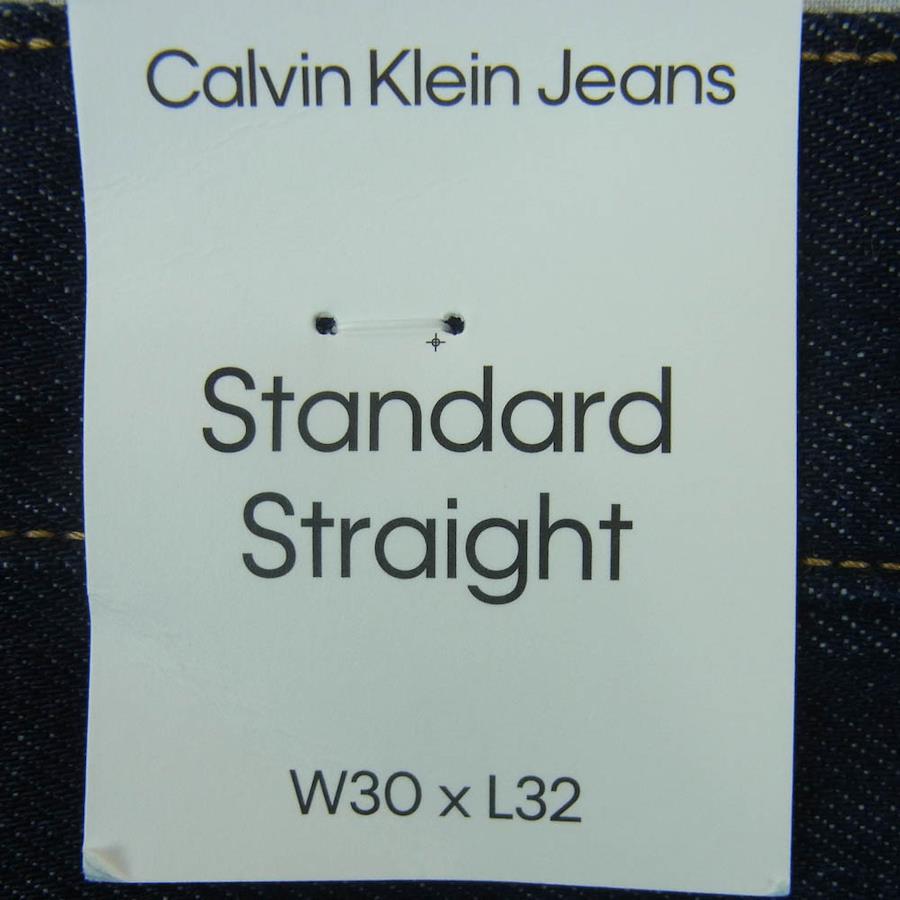 Calvin Klein Jeans
Standard
Straight
W30 x L32